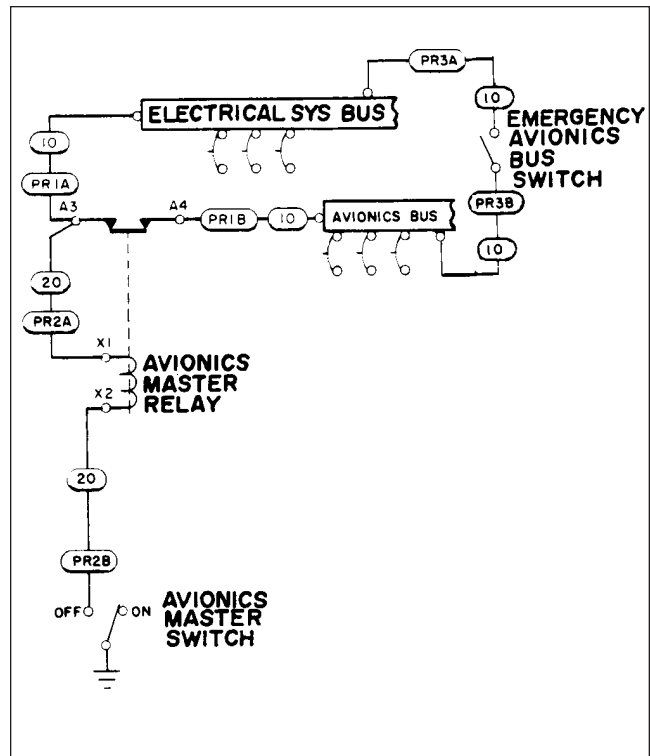 PR3A
10
ELECTRICAL SYS BUS
EMERGENCY
AVIONICS
BUS
SWITCH
10
PR1A
A3
A4
PR1B
10
AVIONICS BUS
PR3B
10
20
PR2A
X1
X2
AVIONICS
MASTER
RELAY
20
PR2B
OFF
ON
AVIONICS
MASTER
SWITCH